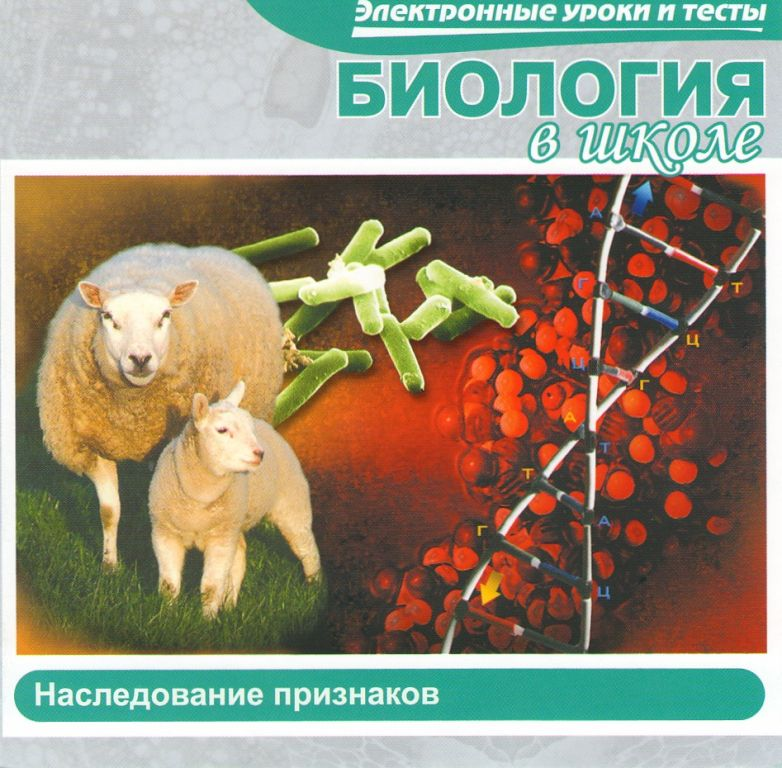 Электронные уроки и тесты
БИОЛОГИЯ
в школе
А
Т
Г
Ц
Ц
Г
А
Т
Т
А
Г
Ц
Наследование признаков